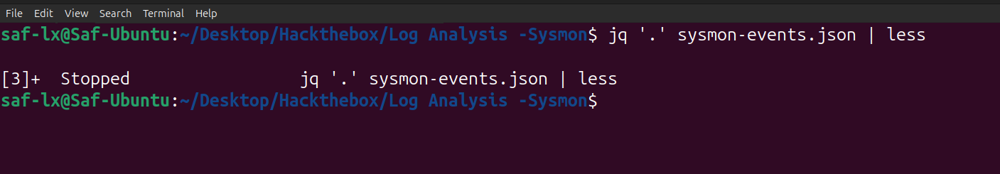 File Edit View Search Terminal Help
saf-lx@Saf-Ubuntu:~/Desktop/Hackthebox/Log Analysis -Sysmon$ jq '.' sysmon-events.json | less
[3]+  Stopped                 jq '.' sysmon-events.json | less
saf-lx@Saf-Ubuntu:~/Desktop/Hackthebox/Log Analysis -Sysmon$